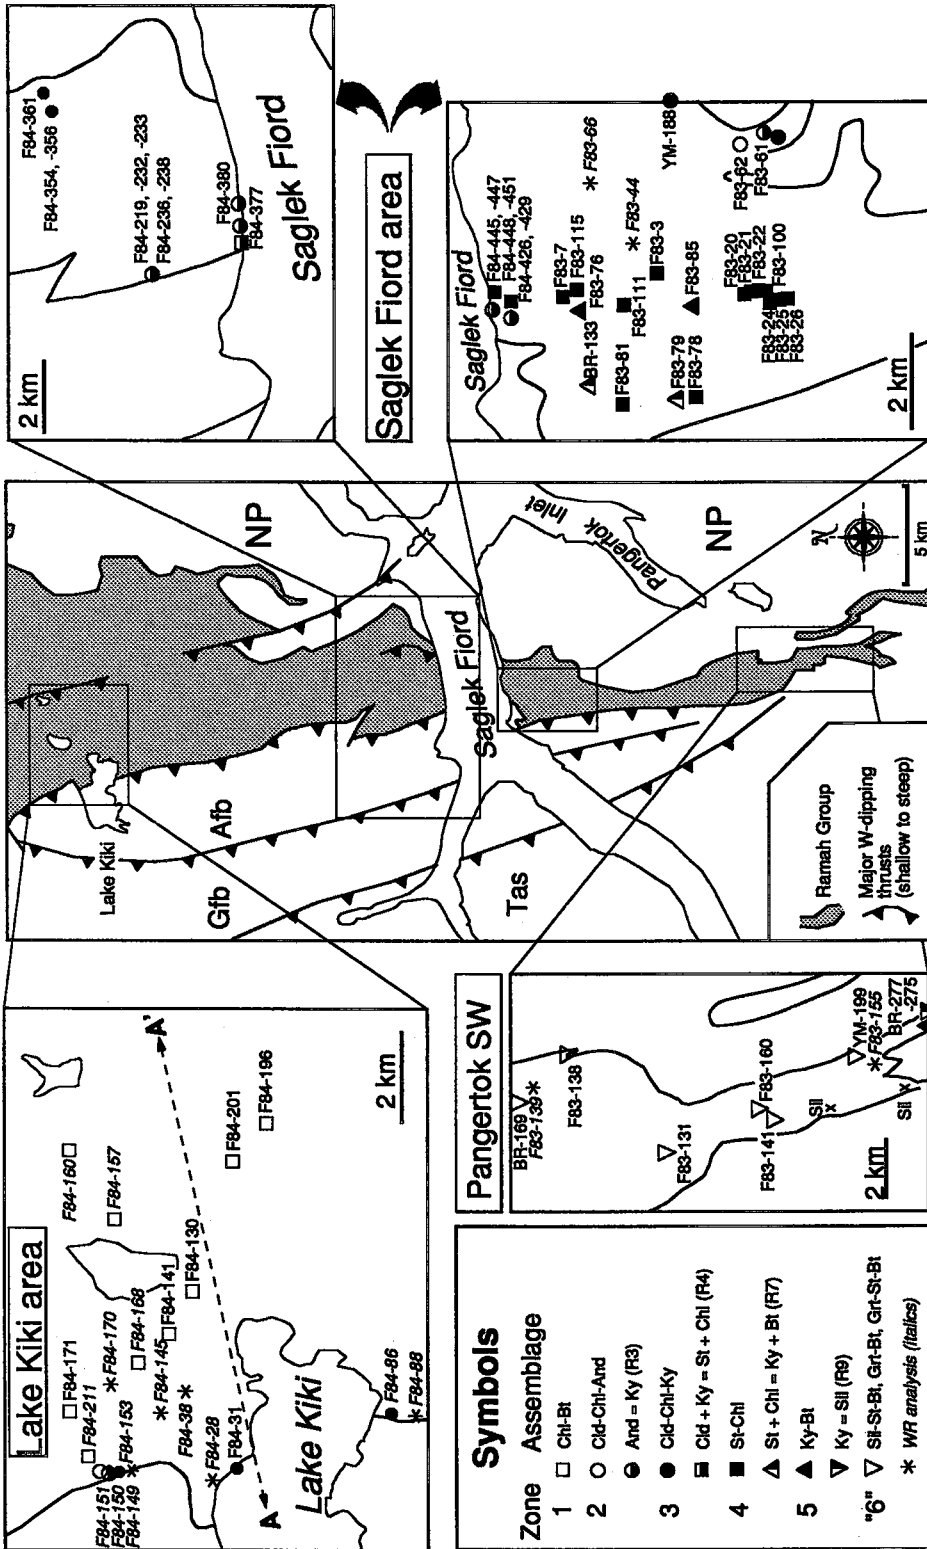 Lake Kiki area
F84-171
F84-211
F84-160
F84-157
F84-151
F84-150
F84-149
F84-153
F84-170
F84-168
F84-145
F84-141
F84-130
F84-38
F84-28
F84-31
F84-201
F84-196
A
A'
Lake Kiki
F84-86
F84-88
2 km
Symbols
Zone Assemblage
1 Chl-Bt
2 Cld-Chl-And
And = Ky (R3)
3 Cld-Chl-Ky
Cld + Ky = St + Chl (R4)
4 St-Chl
St + Chl = Ky + Bt (R7)
5 Ky-Bt
Ky = Sil (R9)
"6" Sil-St-Bt, Grt-Bt, Grt-St-Bt
WR analysis (italics)
Pangertok SW
BR-169
F83-139
F83-138
F83-131
F83-160
F83-141
Sil
Sil
YM-199
F83-155
BR-277
-275
2 km
Lake Kiki
Gfb
Afb
Tas
NP
NP
Saglek Fiord
Pangertok Inlet
N
5 km
Ramah Group
Major W-dipping
thrusts
(shallow to steep)
Saglek Fiord area
2 km
F84-361
F84-354, -356
F84-219, -232, -233
F84-236, -238
F84-380
F84-377
Saglek Fiord
Saglek Fiord
F84-445, -447
F84-448, -451
F84-426, -429
F83-7
F83-115
F83-66
BR-133
F83-76
F83-81
F83-111
F83-44
F83-3
YM-188
F83-79
F83-78
F83-85
F83-62
F83-61
F83-20
F83-21
F83-22
F83-100
F83-24
F83-25
F83-26
2 km